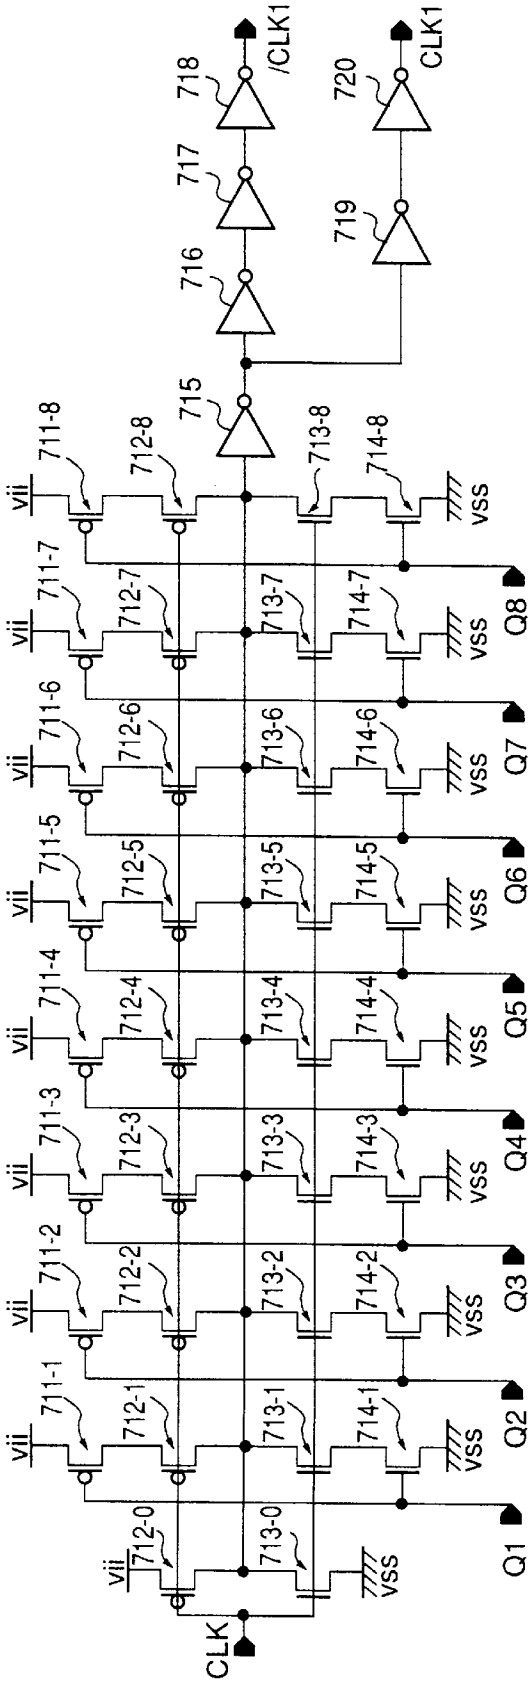 /CLK1
CLK1
718
720
717
719
716
715
vii
711-8
712-8
713-8
714-8
vss
Q8
vii
711-7
712-7
713-7
714-7
vss
Q7
vii
711-6
712-6
713-6
714-6
vss
Q6
vii
711-5
712-5
713-5
714-5
vss
Q5
vii
711-4
712-4
713-4
714-4
vss
Q4
vii
711-3
712-3
713-3
714-3
vss
Q3
vii
711-2
712-2
713-2
714-2
vss
Q2
vii
711-1
712-1
713-1
714-1
vss
Q1
vii
712-0
713-0
vss
CLK